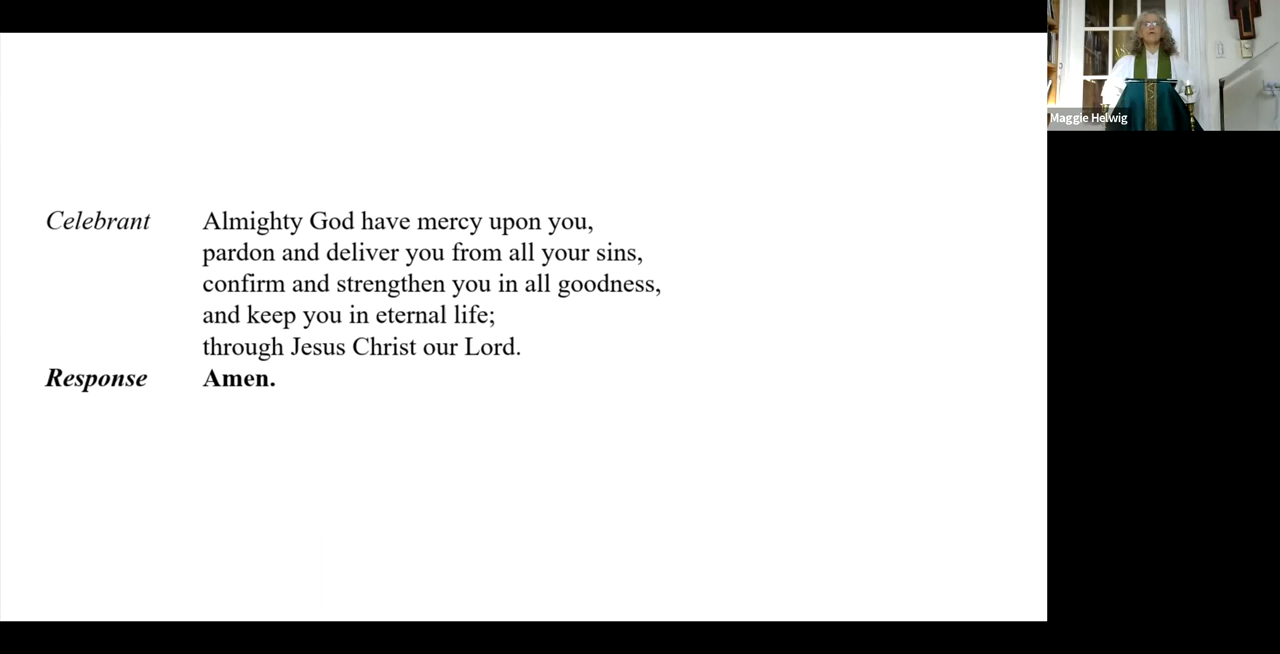 Maggie Helwig
Celebrant Almighty God have mercy upon you,
pardon and deliver you from all your sins,
confirm and strengthen you in all goodness,
and keep you in eternal life;
through Jesus Christ our Lord.
Response Amen.